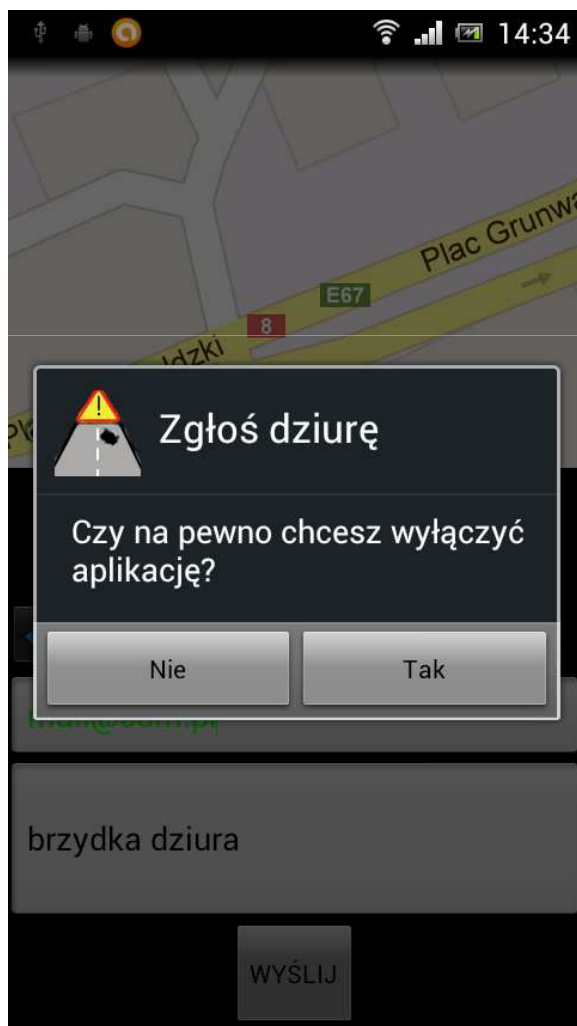 14:34
Plac Grunwa
E67
8
dzki
Zgłoś dziurę
Czy na pewno chcesz wyłączyć
aplikację?
Nie
Tak
brzydka dziura
WYŚLIJ